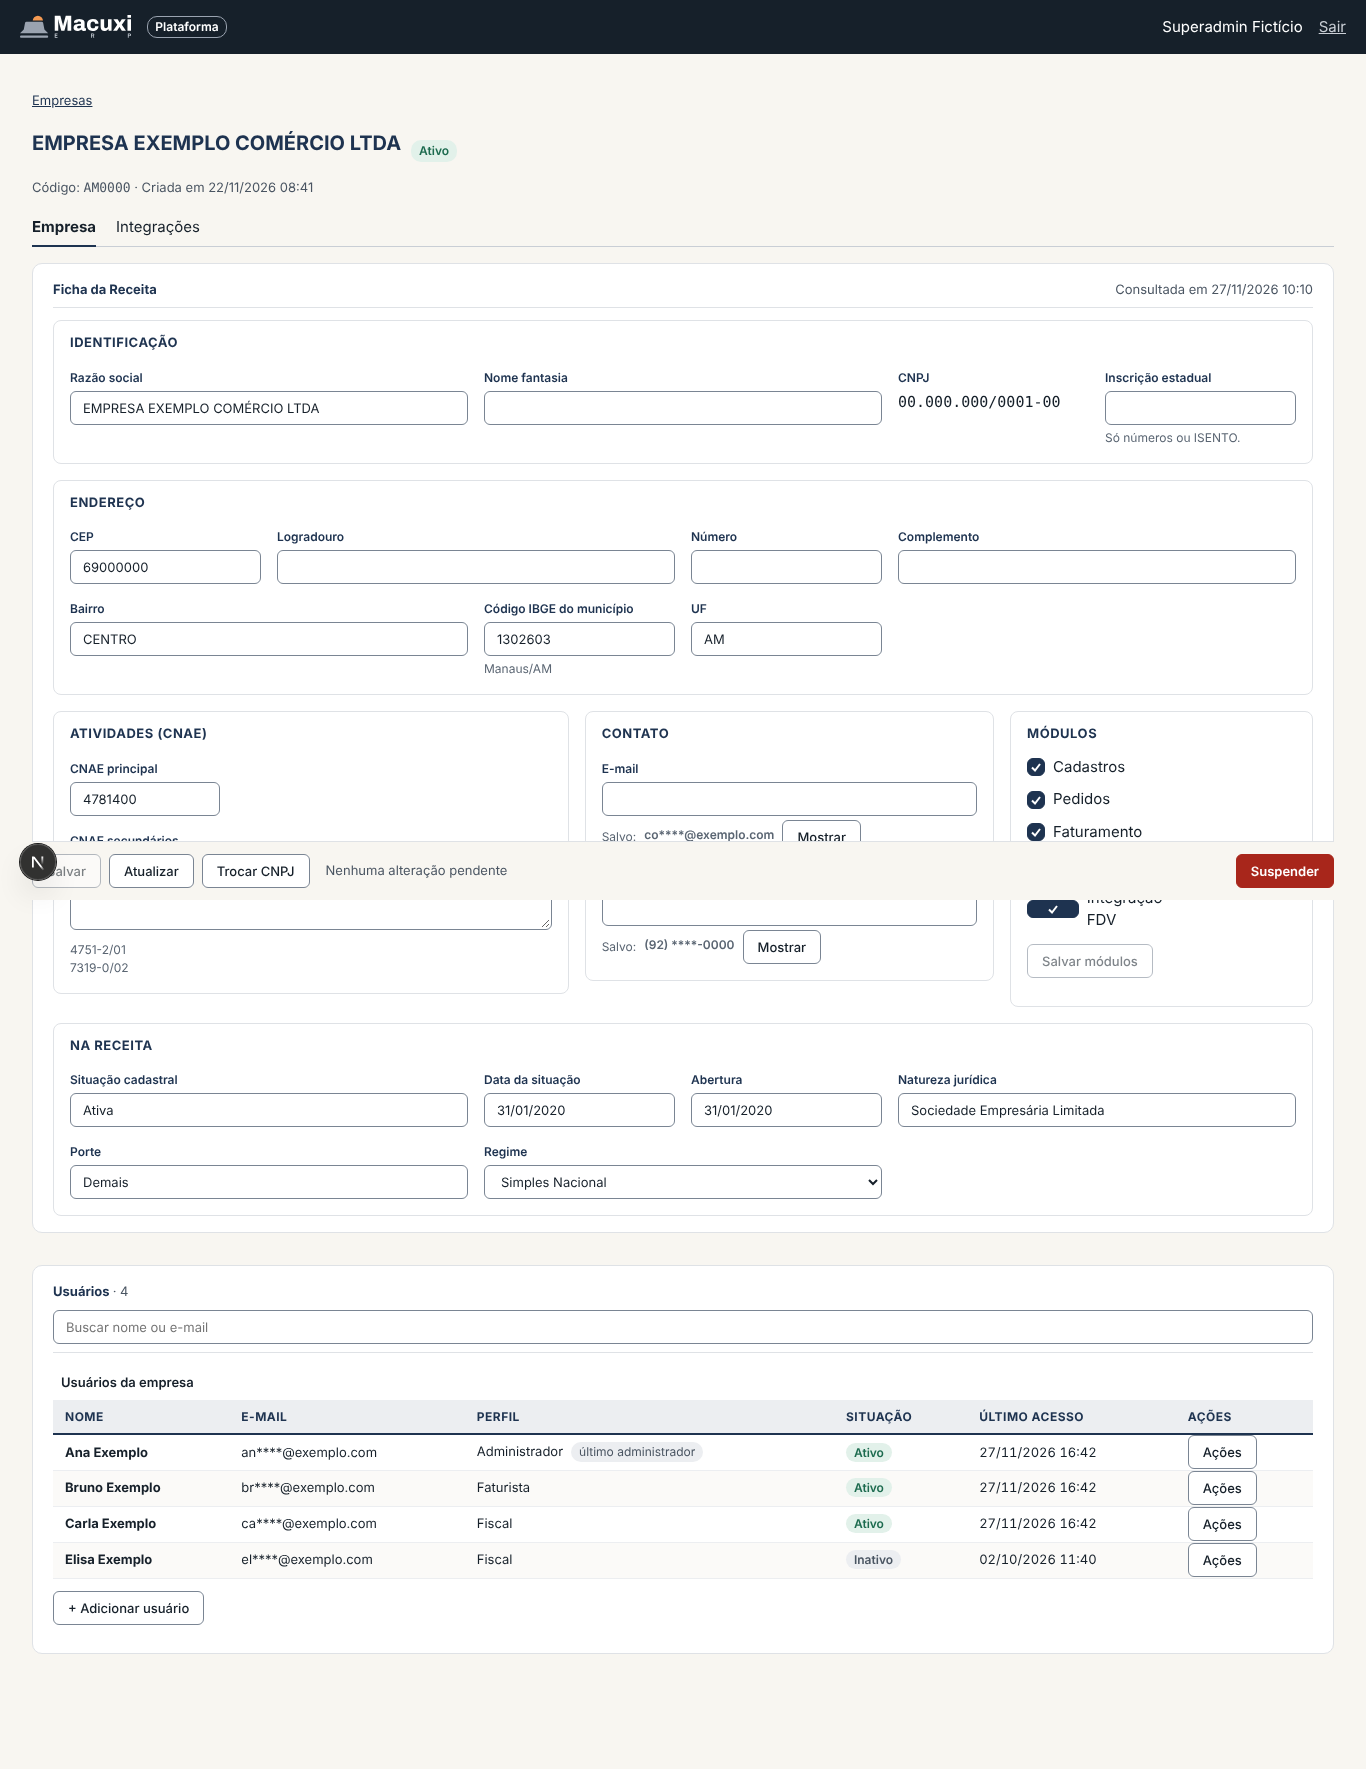 Macuxi
E R P
Plataforma
Superadmin Fictício
Sair
Empresas
EMPRESA EXEMPLO COMÉRCIO LTDA
Ativo
Código: AM0000 · Criada em 22/11/2026 08:41
Empresa
Integrações
Ficha da Receita
Consultada em 27/11/2026 10:10
IDENTIFICAÇÃO
Razão social
Nome fantasia
CNPJ
Inscrição estadual
EMPRESA EXEMPLO COMÉRCIO LTDA
00.000.000/0001-00
Só números ou ISENTO.
ENDEREÇO
CEP
Logradouro
Número
Complemento
69000000
Bairro
Código IBGE do município
UF
CENTRO
1302603
AM
Manaus/AM
ATIVIDADES (CNAE)
CNAE principal
4781400
CNAE secundários
CONTATO
E-mail
Salvo: co****@exemplo.com
Mostrar
MÓDULOS
Cadastros
Pedidos
Faturamento
N
alvar
Atualizar
Trocar CNPJ
Nenhuma alteração pendente
Suspender
4751-2/01
7319-0/02
Salvo: (92) ****-0000
Mostrar
Integração
FDV
Salvar módulos
NA RECEITA
Situação cadastral
Data da situação
Abertura
Natureza jurídica
Ativa
31/01/2020
31/01/2020
Sociedade Empresária Limitada
Porte
Regime
Demais
Simples Nacional
Usuários · 4
Buscar nome ou e-mail
Usuários da empresa
NOME E-MAIL PERFIL SITUAÇÃO ÚLTIMO ACESSO AÇÕES
Ana Exemplo an****@exemplo.com Administrador último administrador Ativo 27/11/2026 16:42 Ações
Bruno Exemplo br****@exemplo.com Faturista Ativo 27/11/2026 16:42 Ações
Carla Exemplo ca****@exemplo.com Fiscal Ativo 27/11/2026 16:42 Ações
Elisa Exemplo el****@exemplo.com Fiscal Inativo 02/10/2026 11:40 Ações
+ Adicionar usuário